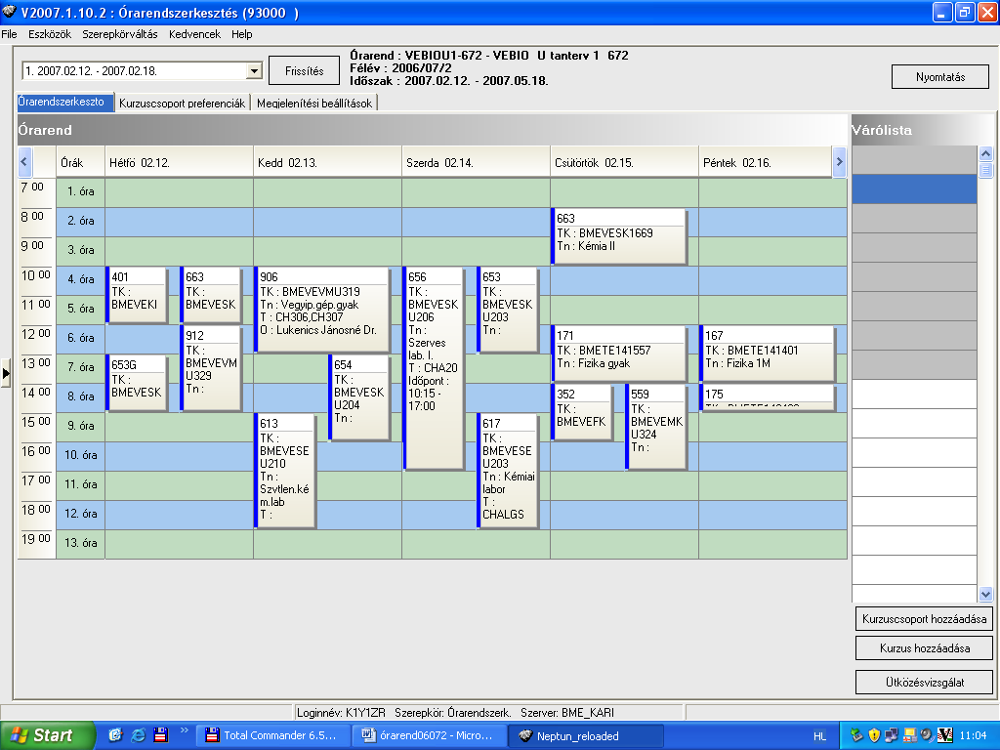 V2007.1.10.2 : Órarendszerkesztés (93000 )
File Eszközök Szerepkörváltás Kedvencek Help
1. 2007.02.12. - 2007.02.18.
Frissítés
Órarend : VEBIOU1-672 - VEBIO U tanterv 1 672
Félév : 2006/07/2
Időszak : 2007.02.12. - 2007.05.18.
Nyomtatás
Órarendszerkeszto Kurzuscsoport preferenciák Megjelenítési beállítások
Órarend
Várólista
Órák Hétfő 02.12. Kedd 02.13. Szerda 02.14. Csütörtök 02.15. Péntek 02.16.
7 00 1. óra
8 00 2. óra
9 00 3. óra
10 00 4. óra
11 00 5. óra
12 00 6. óra
13 00 7. óra
14 00 8. óra
15 00 9. óra
16 00 10. óra
17 00 11. óra
18 00 12. óra
19 00 13. óra
401
TK :
BMEVEKI
663
TK :
BMEVESK
912
TK :
BMEVEVM
U329
Tn :
653G
TK :
BMEVESK
906
TK : BMEVEVMU319
Tn : Vegyip.gép.gyak
T : CH306,CH307
O : Lukenics Jánosné Dr.
654
TK :
BMEVESK
U204
Tn :
613
TK :
BMEVESE
U210
Tn :
Szvtlen.ké
m.lab
T :
656
TK :
BMEVESK
U206
Tn :
Szerves
lab. I.
T : CHA20
Időpont :
10:15 -
17:00
653
TK :
BMEVESK
U203
Tn :
617
TK :
BMEVESE
U203
Tn : Kémiai
labor
T :
CHALGS
663
TK : BMEVESK1669
Tn : Kémia II
171
TK : BMETE141557
Tn : Fizika gyak
352
TK :
BMEVEFK
559
TK :
BMEVEMK
U324
Tn :
167
TK : BMETE141401
Tn : Fizika 1M
175
Kurzuscsoport hozzáadása
Kurzus hozzáadása
Ütközésvizsgálat
Loginnév: K1Y1ZR Szerepkör: Órarendszerk. Szerver: BME_KARI
Start
Total Commander 6.5...
órarend06072 - Micro...
Neptun_reloaded
HL
11:04